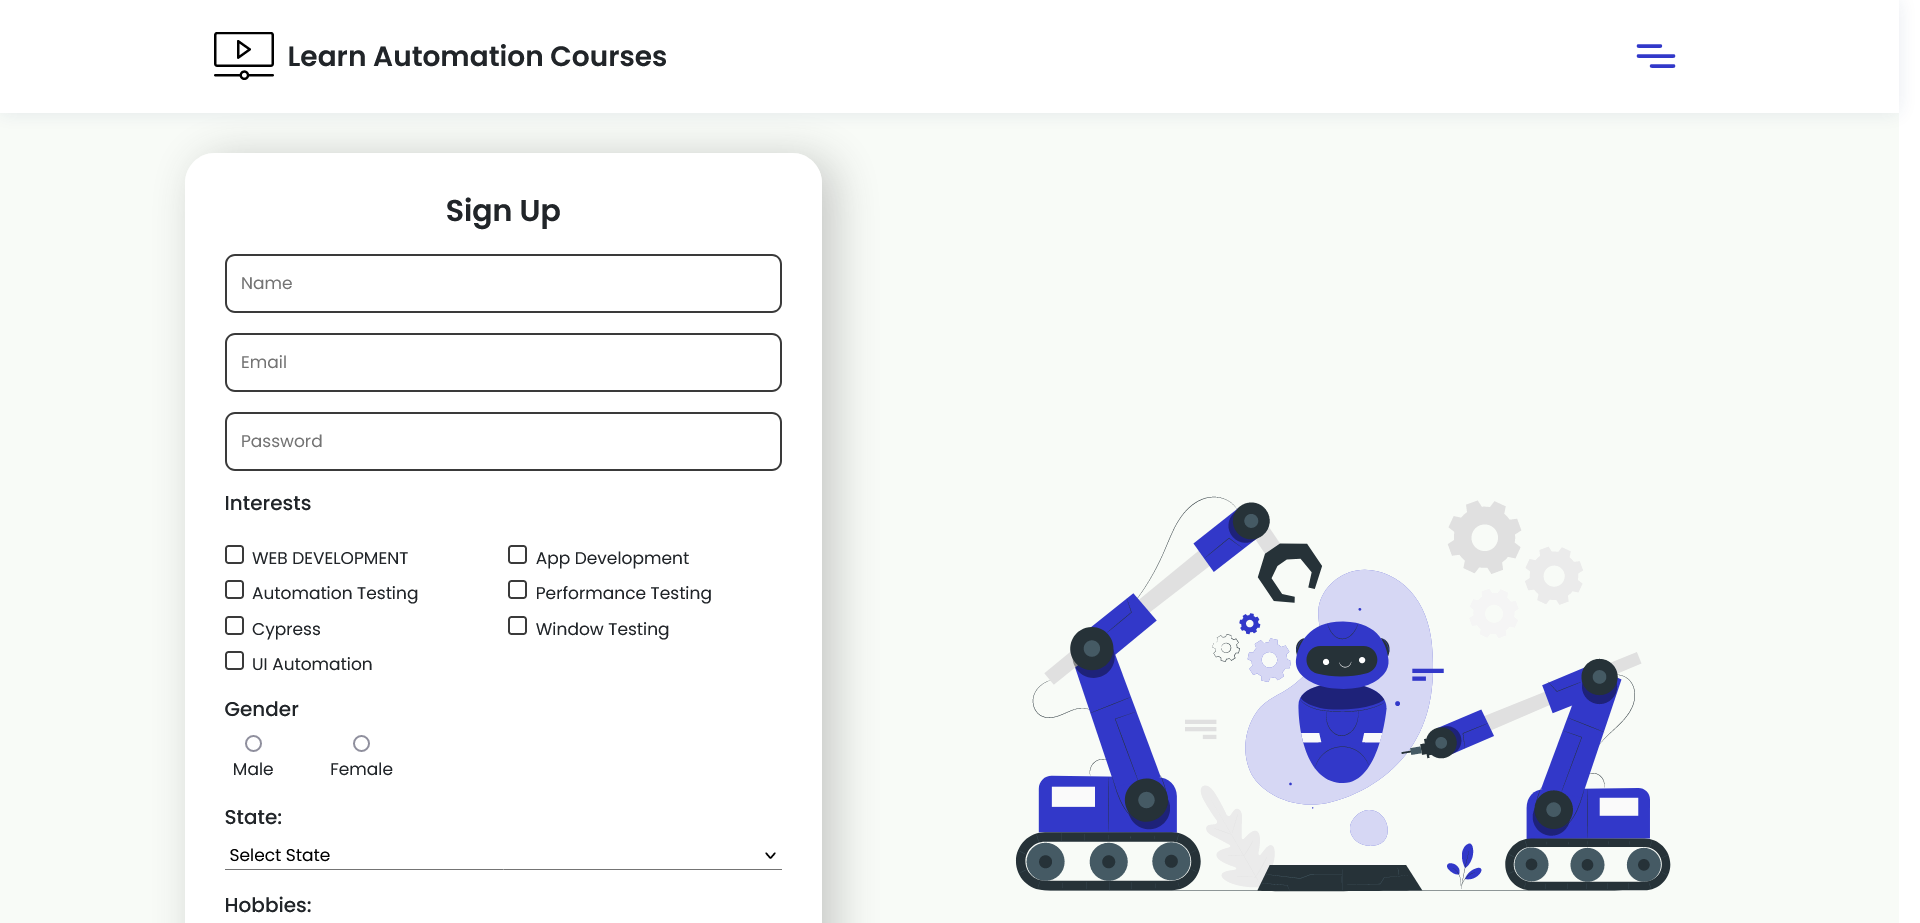 Learn Automation Courses
Sign Up
Name
Email
Password
Interests
WEB DEVELOPMENT App Development
Automation Testing Performance Testing
Cypress Window Testing
UI Automation
Gender
Male Female
State:
Select State
Hobbies: